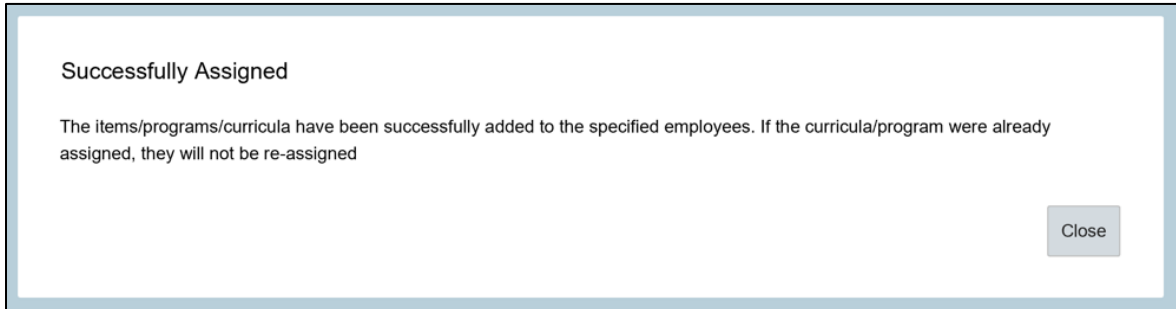 Successfully Assigned
The items/programs/curricula have been successfully added to the specified employees. If the curricula/program were already
assigned, they will not be re-assigned
Close